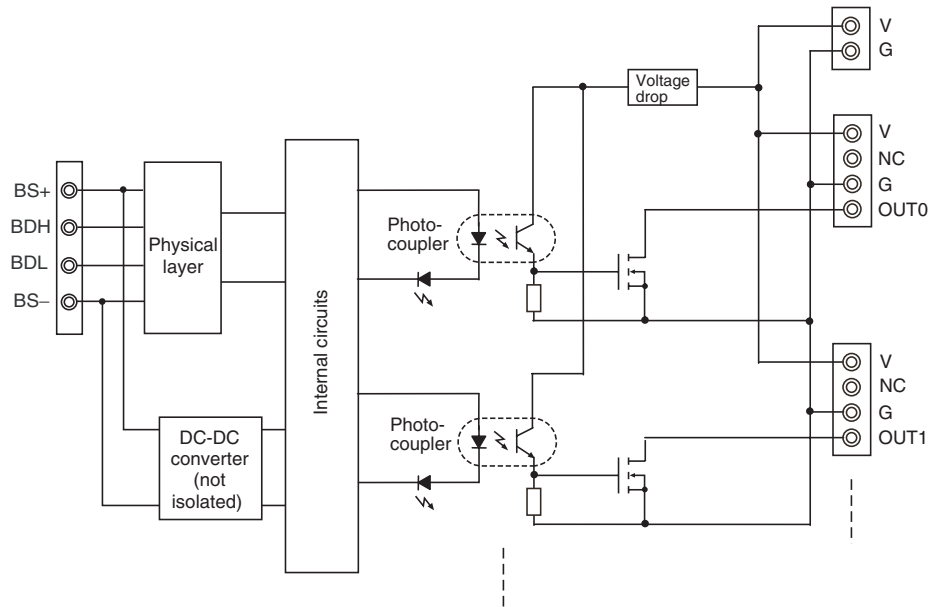 V
G
Voltage
drop
V
NC
G
OUT0
BS+
BDH
BDL
BS–
Physical
layer
Photo-
coupler
Internal circuits
V
NC
G
OUT1
Photo-
coupler
DC-DC
converter
(not
isolated)